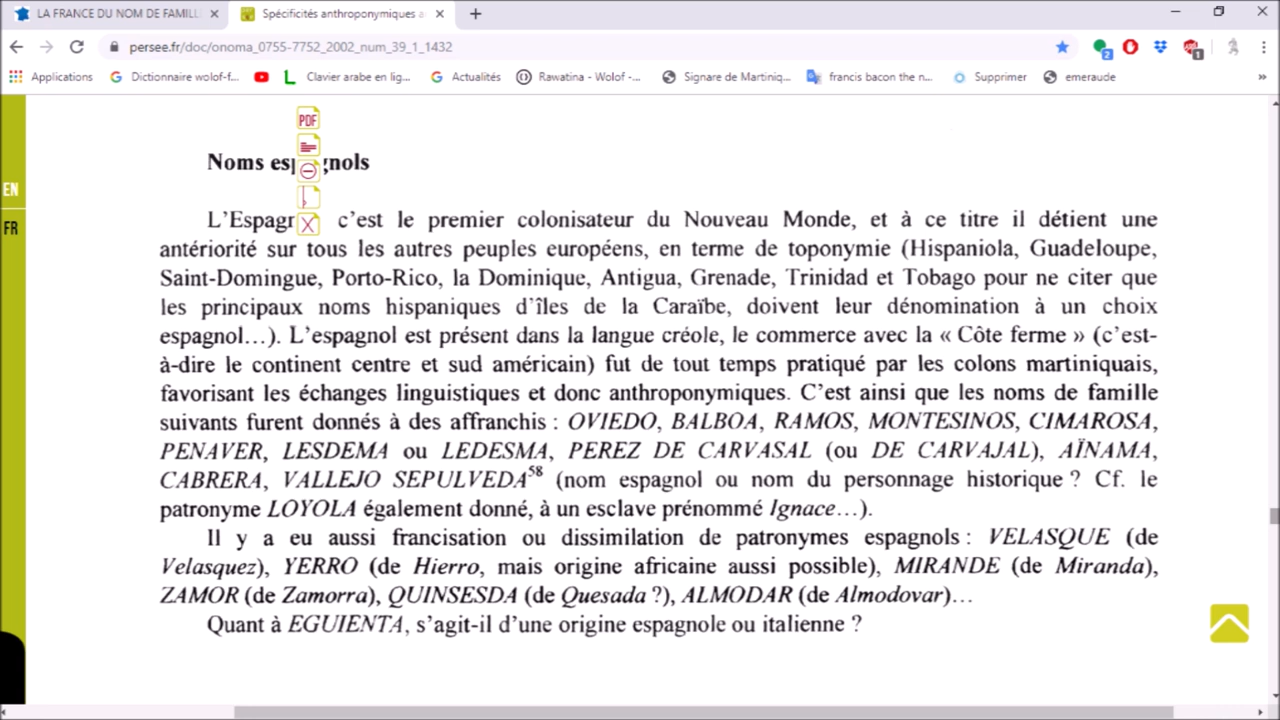 LA FRANCE DU NOM DE FAMILL
Spécificités anthroponymiques a
persee.fr/doc/onoma_0755-7752_2002_num_39_1_1432
2
1
Applications
Dictionnaire wolof-f...
Clavier arabe en lig...
Actualités
Rawatina - Wolof -...
Signare de Martiniq...
francis bacon the n...
Supprimer
emeraude
»
EN
FR
PDF
Noms espagnols
L'Espagn c'est le premier colonisateur du Nouveau Monde, et à ce titre il détient une
antériorité sur tous les autres peuples européens, en terme de toponymie (Hispaniola, Guadeloupe,
Saint-Domingue, Porto-Rico, la Dominique, Antigua, Grenade, Trinidad et Tobago pour ne citer que
les principaux noms hispaniques d'îles de la Caraïbe, doivent leur dénomination à un choix
espagnol…). L'espagnol est présent dans la langue créole, le commerce avec la « Côte ferme » (c'est-
à-dire le continent centre et sud américain) fut de tout temps pratiqué par les colons martiniquais,
favorisant les échanges linguistiques et donc anthroponymiques. C'est ainsi que les noms de famille
suivants furent donnés à des affranchis : OVIEDO, BALBOA, RAMOS, MONTESINOS, CIMAROSA,
PENAVER, LESDEMA ou LEDESMA, PEREZ DE CARVASAL (ou DE CARVAJAL), AÏNAMA,
CABRERA, VALLEJO SEPULVEDA58 (nom espagnol ou nom du personnage historique ? Cf. le
patronyme LOYOLA également donné, à un esclave prénommé Ignace…).
Il y a eu aussi francisation ou dissimilation de patronymes espagnols : VELASQUE (de
Velasquez), YERRO (de Hierro, mais origine africaine aussi possible), MIRANDE (de Miranda),
ZAMOR (de Zamorra), QUINSESDA (de Quesada ?), ALMODAR (de Almodovar)…
Quant à EGUIENTA, s'agit-il d'une origine espagnole ou italienne ?